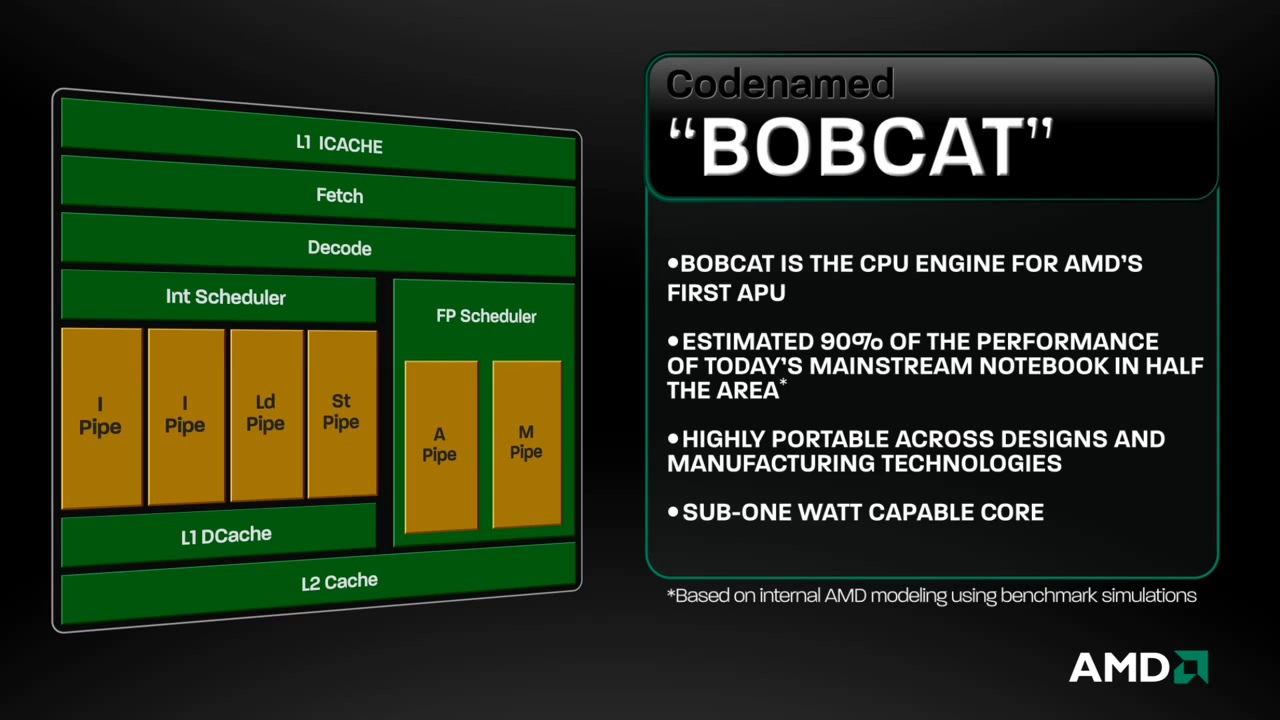 L1 ICACHE
Fetch
Decode
Int Scheduler
FP Scheduler
I
Pipe
I
Pipe
Ld
Pipe
St
Pipe
A
Pipe
M
Pipe
L1 DCache
L2 Cache
Codenamed
“BOBCAT”
•BOBCAT IS THE CPU ENGINE FOR AMD’S
FIRST APU
•ESTIMATED 90% OF THE PERFORMANCE
OF TODAY’S MAINSTREAM NOTEBOOK IN HALF
THE AREA*
•HIGHLY PORTABLE ACROSS DESIGNS AND
MANUFACTURING TECHNOLOGIES
•SUB-ONE WATT CAPABLE CORE
*Based on internal AMD modeling using benchmark simulations
AMD